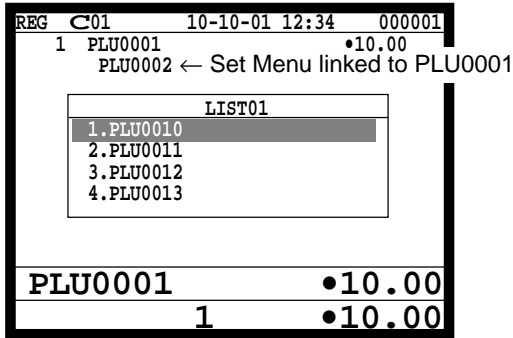 REG C01 10-10-01 12:34 000001
1 PLU0001 •10.00
PLU0002 ← Set Menu linked to PLU0001
LIST01
1.PLU0010
2.PLU0011
3.PLU0012
4.PLU0013
PLU0001 •10.00
1 •10.00